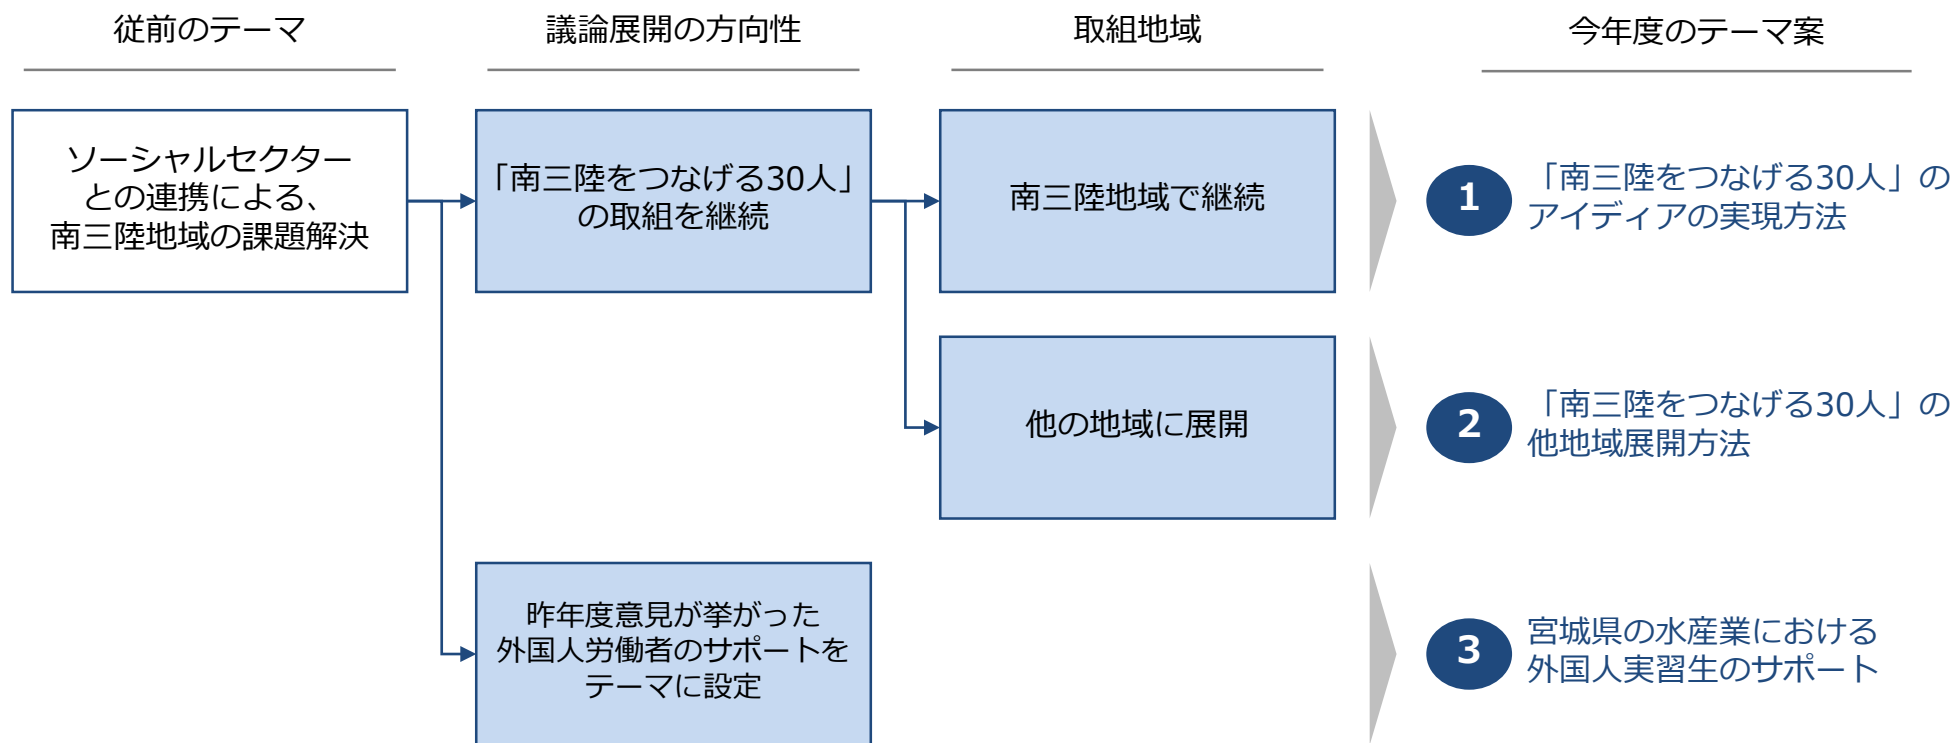 従前のテーマ
議論展開の方向性
取組地域
今年度のテーマ案
ソーシャルセクター
との連携による、
南三陸地域の課題解決
「南三陸をつなげる30人」
の取組を継続
南三陸地域で継続
1
「南三陸をつなげる30人」の
アイディアの実現方法
他の地域に展開
2
「南三陸をつなげる30人」の
他地域展開方法
昨年度意見が挙がった
外国人労働者のサポートを
テーマに設定
3
宮城県の水産業における
外国人実習生のサポート